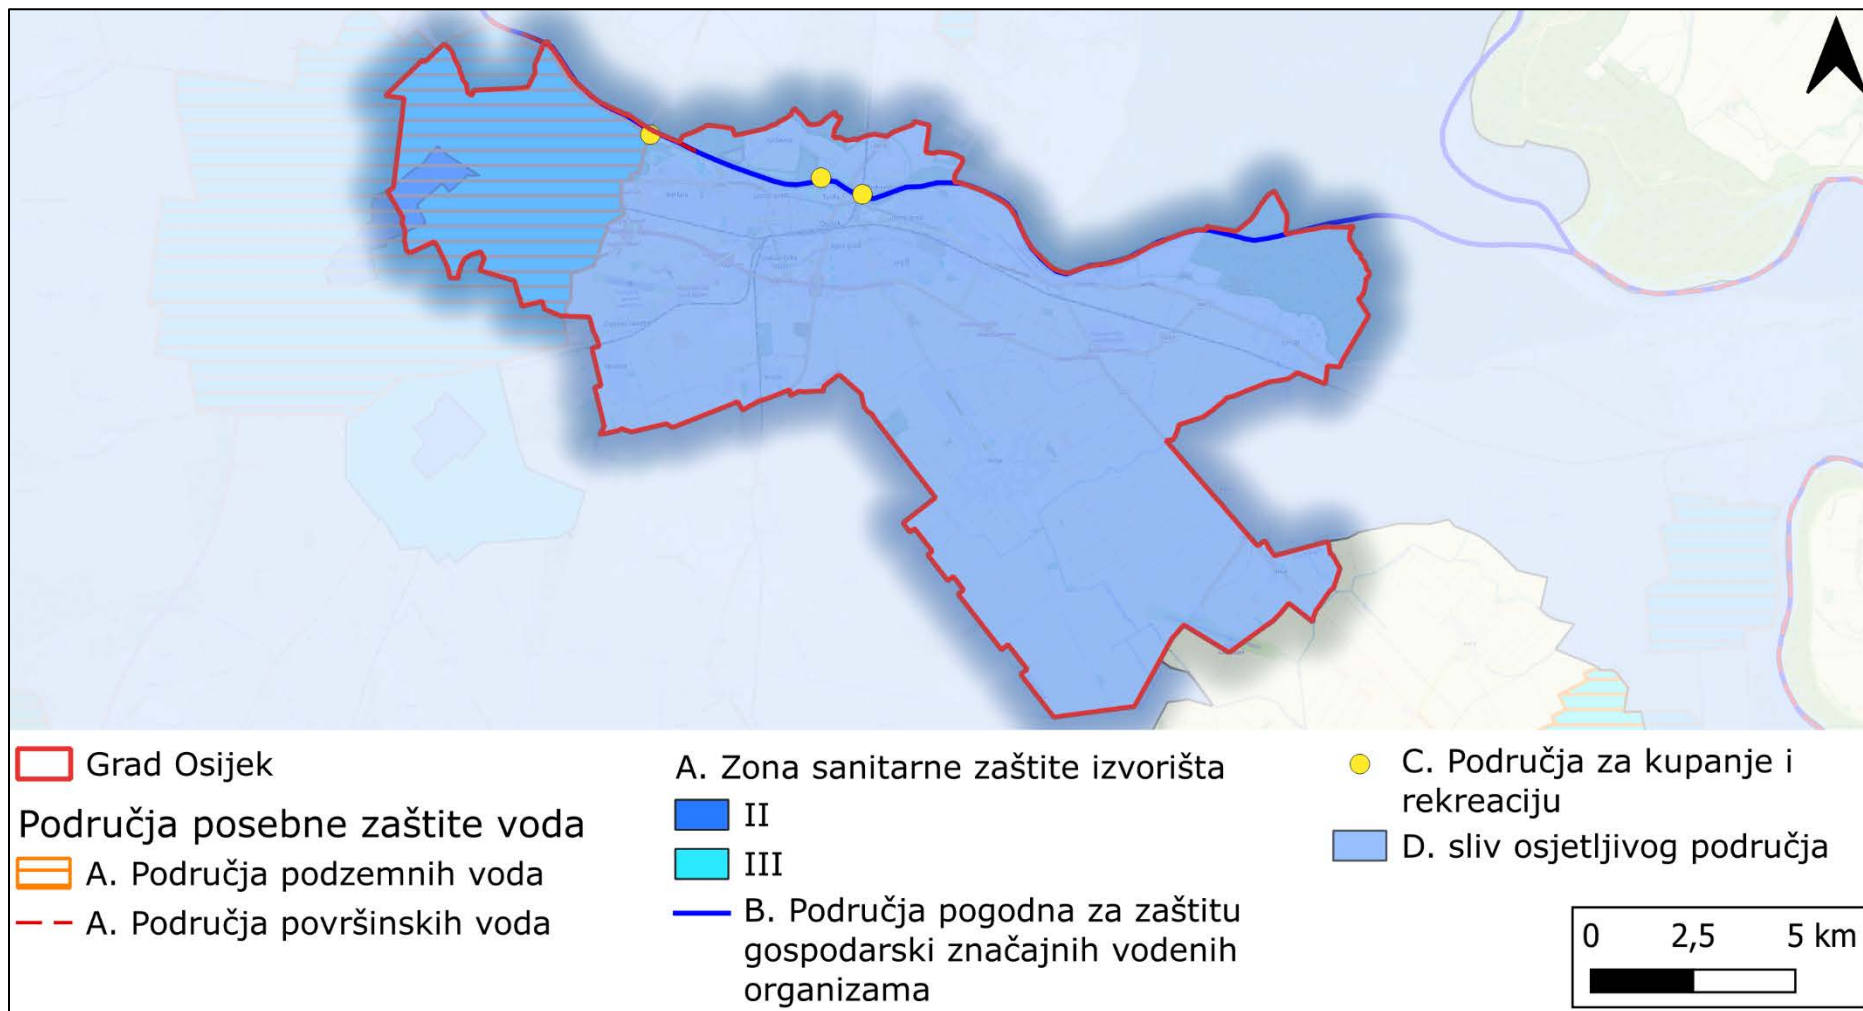 Grad Osijek
Područja posebne zaštite voda
A. Područja podzemnih voda
A. Područja površinskih voda
A. Zona sanitarne zaštite izvorišta
II
III
B. Područja pogodna za zaštitu
gospodarski značajnih vodenih
organizama
C. Područja za kupanje i
rekreaciju
D. sliv osjetljivog područja
0 2,5 5 km